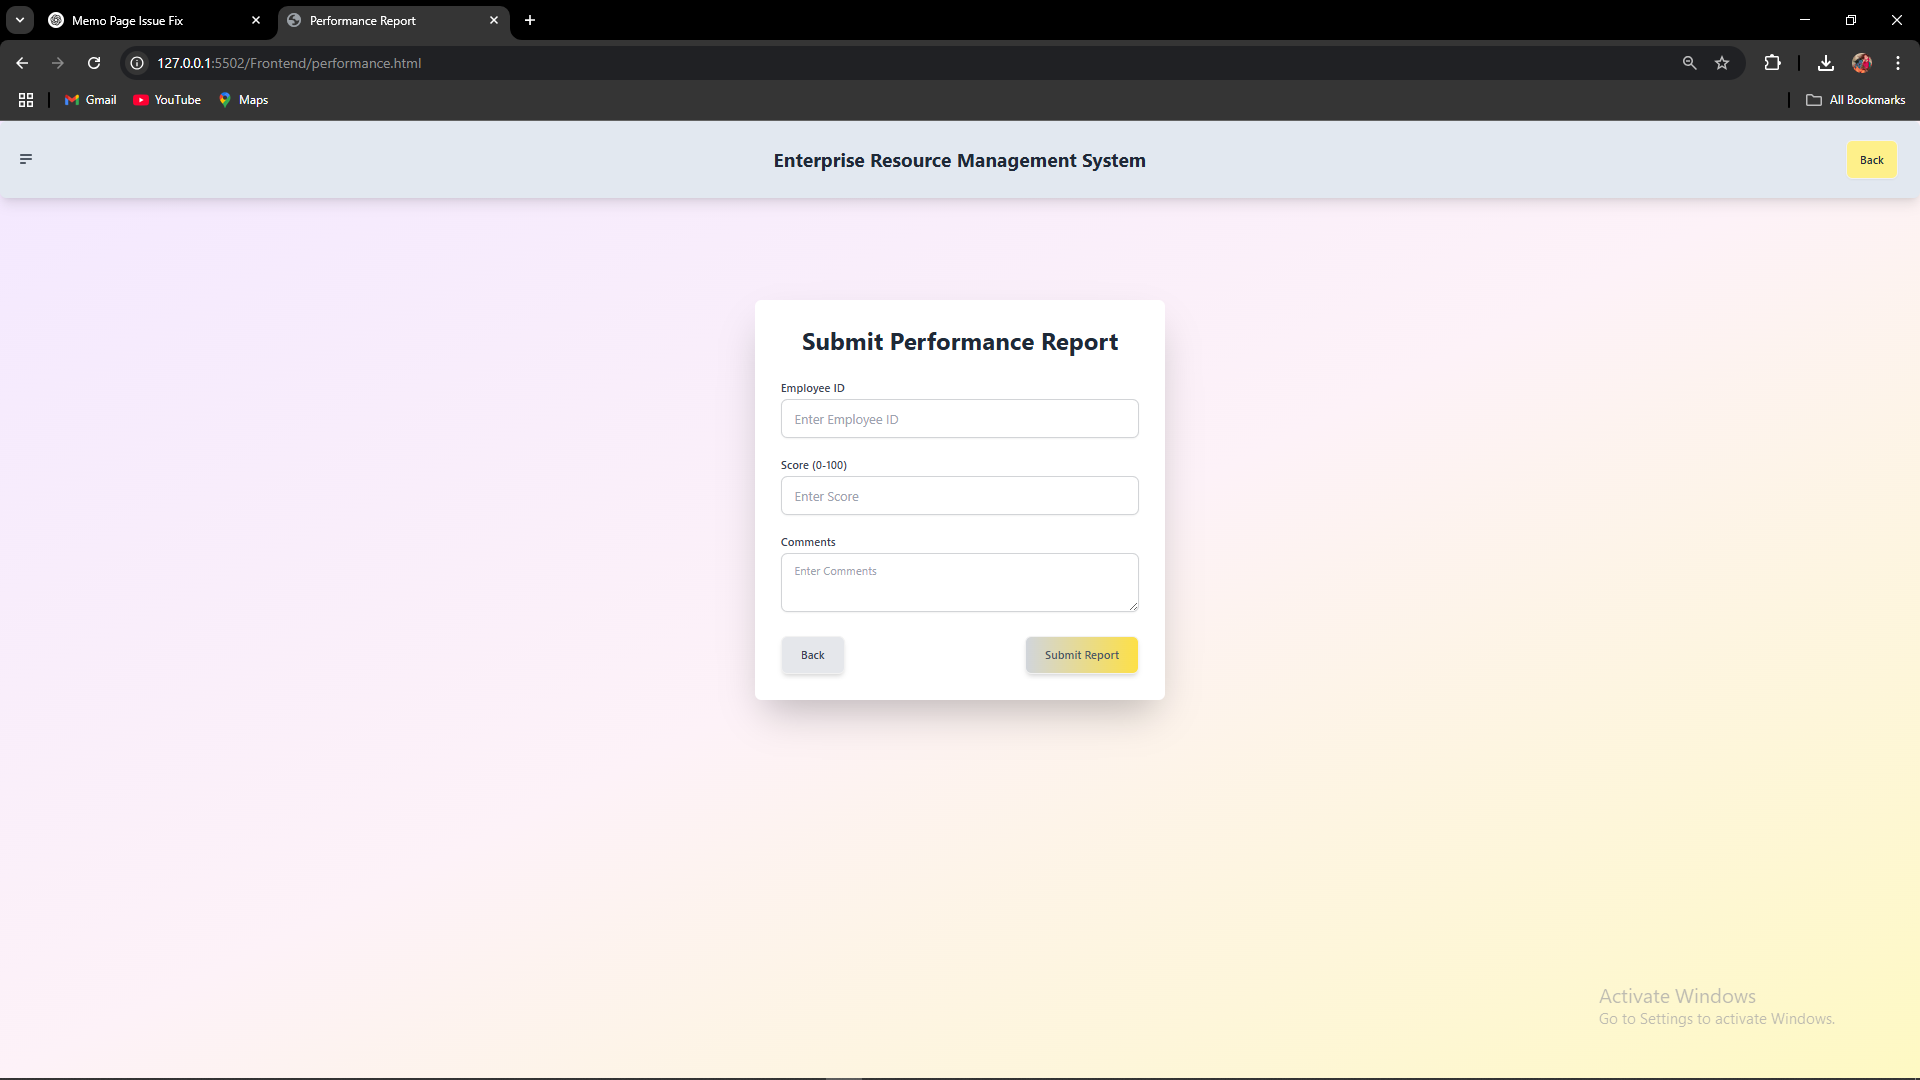 Memo Page Issue Fix
Performance Report
127.0.0.1:5502/Frontend/performance.html
Gmail
YouTube
Maps
All Bookmarks
Enterprise Resource Management System
Back
Submit Performance Report
Employee ID
Enter Employee ID
Score (0-100)
Enter Score
Comments
Enter Comments
Back
Submit Report
Activate Windows
Go to Settings to activate Windows.